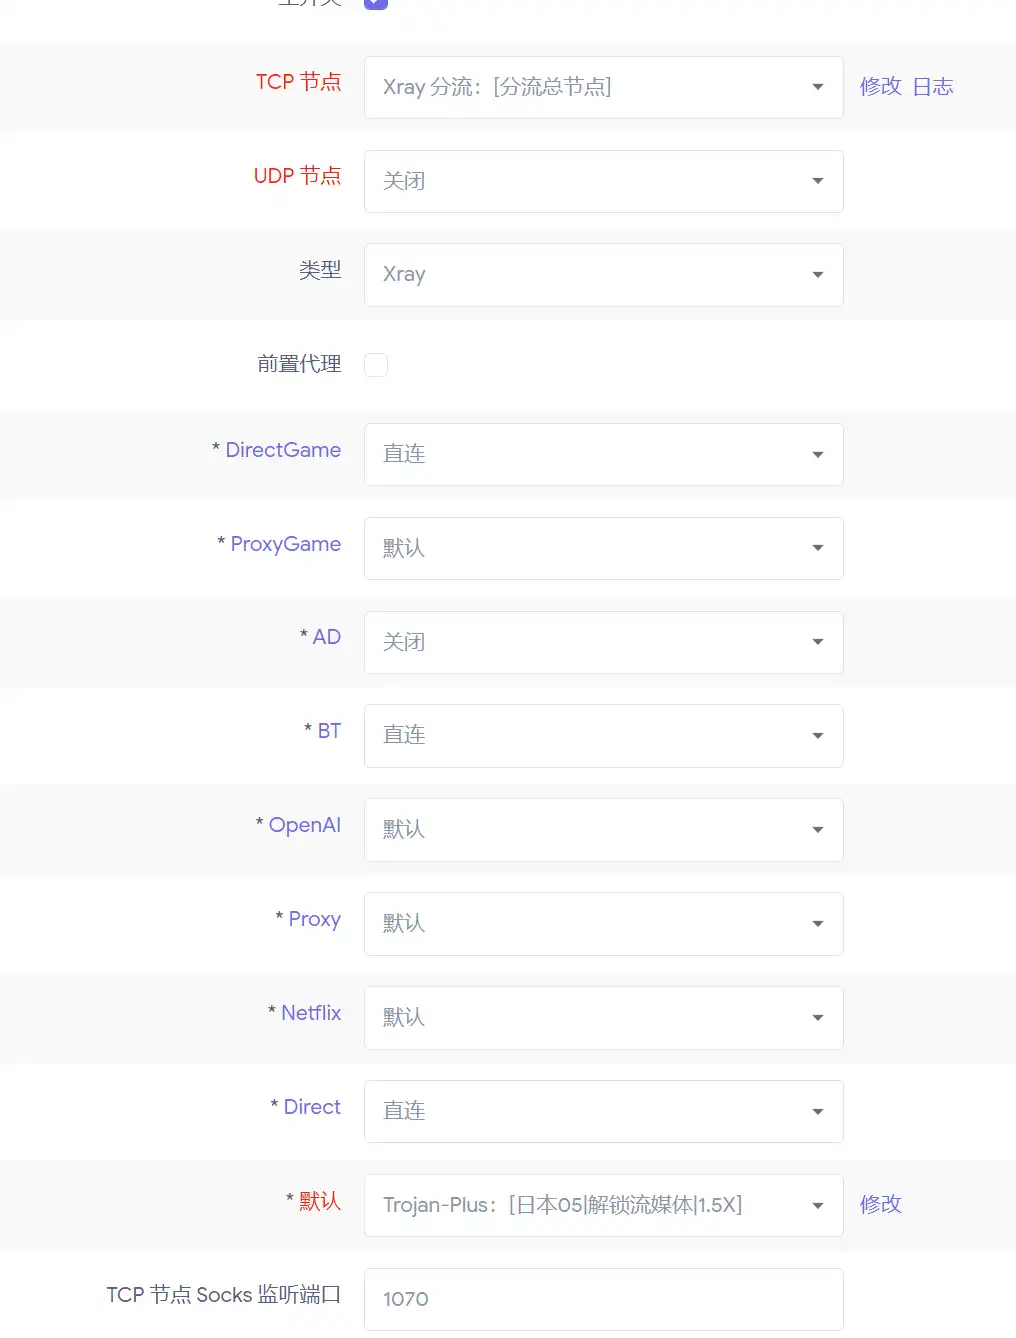 TCP 节点 Xray 分流：[分流总节点] 修改 日志
UDP 节点 关闭
类型 Xray
前置代理
* DirectGame 直连
* ProxyGame 默认
* AD 关闭
* BT 直连
* OpenAI 默认
* Proxy 默认
* Netflix 默认
* Direct 直连
* 默认 Trojan-Plus：[日本05|解锁流媒体|1.5X] 修改
TCP 节点 Socks 监听端口 1070